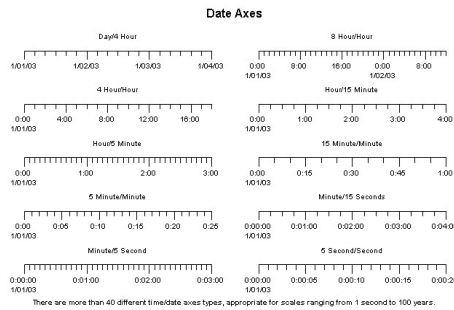 Date Axes
Day/4 Hour
1/01/03 1/02/03 1/03/03 1/04/03
8 Hour/Hour
0:00 8:00 16:00 0:00 8:00
1/01/03 1/02/03
4 Hour/Hour
0:00 4:00 8:00 12:00 16:00
1/01/03
Hour/15 Minute
0:00 1:00 2:00 3:00 4:00
1/01/03
Hour/5 Minute
0:00 1:00 2:00 3:00
1/01/03
15 Minute/Minute
0:00 0:15 0:30 0:45 1:00
1/01/03
5 Minute/Minute
0:00 0:05 0:10 0:15 0:20 0:25
1/01/03
Minute/15 Seconds
0:00:00 0:01:00 0:02:00 0:03:00 0:04:0
1/01/03
Minute/5 Second
0:00:00 0:01:00 0:02:00 0:03:00
1/01/03
5 Second/Second
0:00:00 0:00:05 0:00:10 0:00:15 0:00:2
1/01/03
There are more than 40 different time/date axes types, appropriate for scales ranging from 1 second to 100 years.